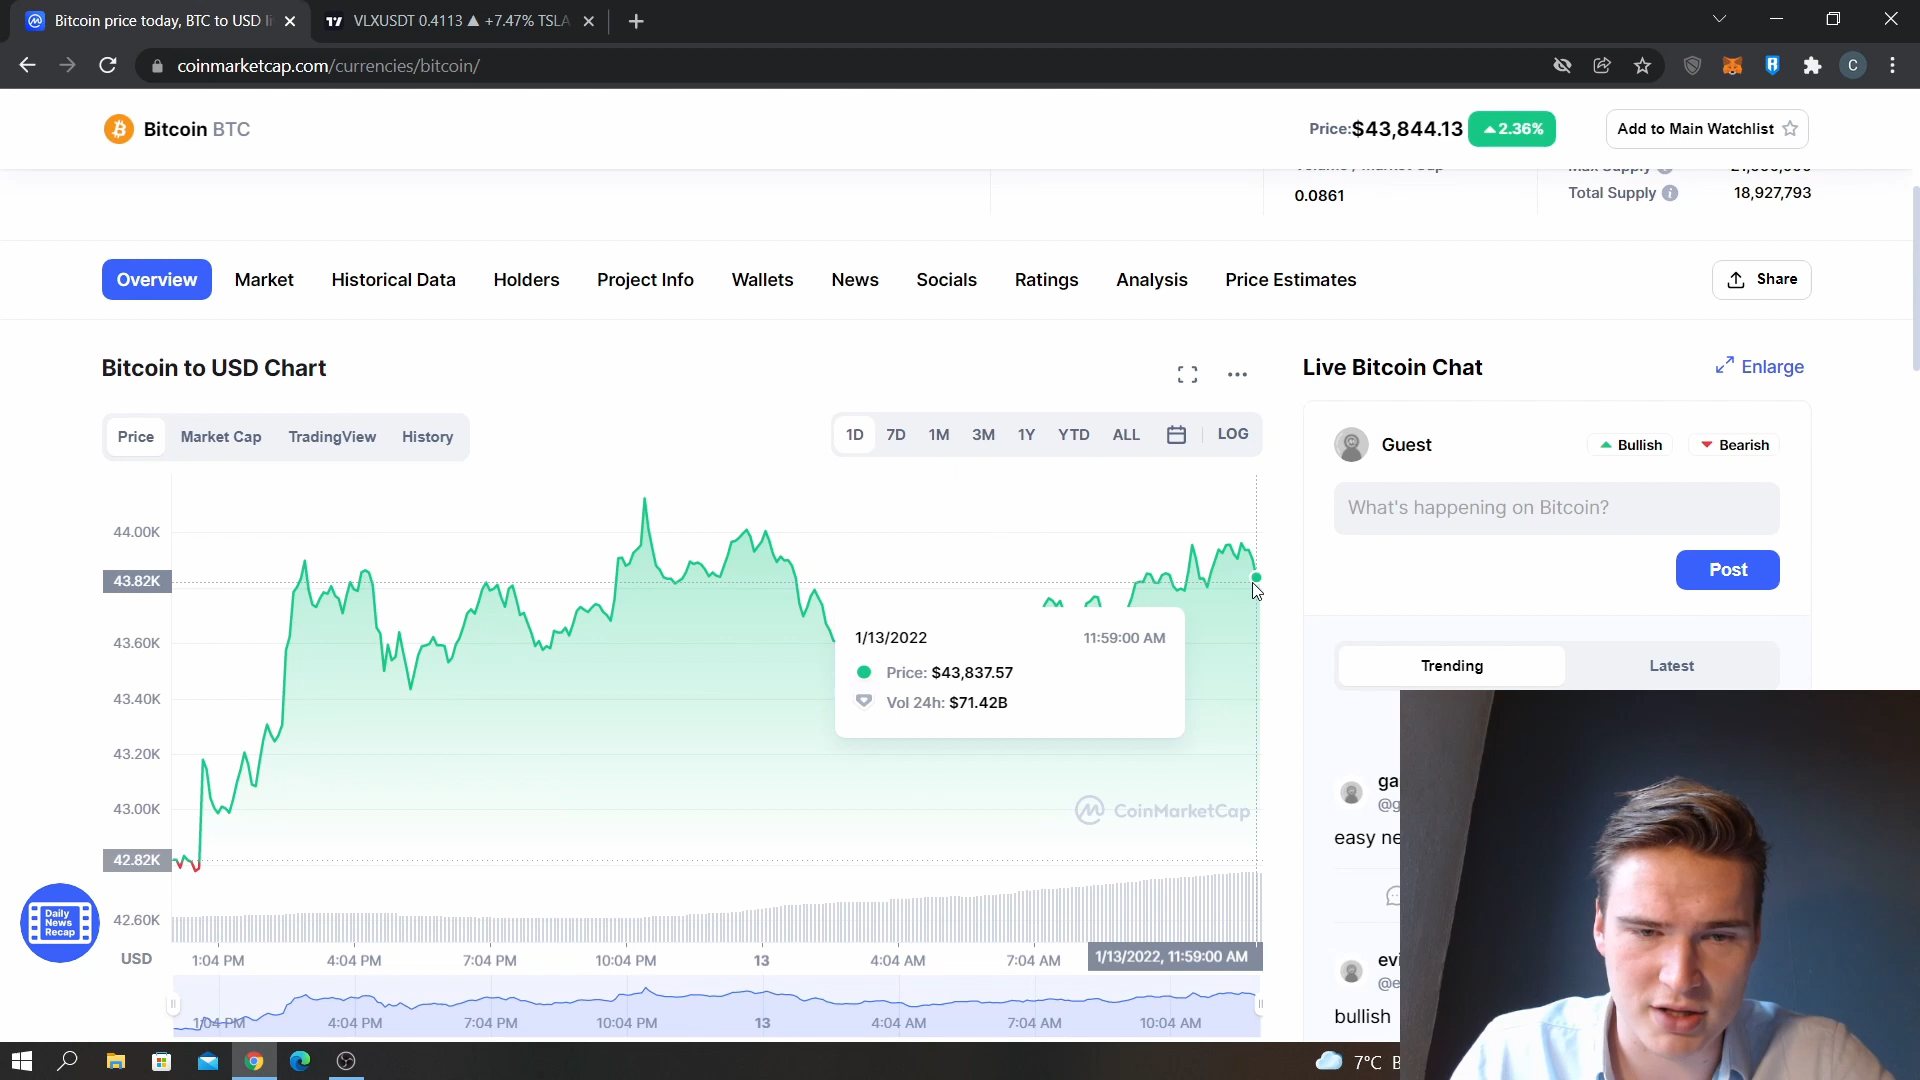 Bitcoin price today, BTC to USD li
VLXUSDT 0.4113 ▲ +7.47% TSLA
coinmarketcap.com/currencies/bitcoin/
C
Bitcoin BTC
Price:$43,844.13
2.36%
Add to Main Watchlist
Volume / Market Cap
Max Supply
0.0861
Total Supply
18,927,793
Overview
Market
Historical Data
Holders
Project Info
Wallets
News
Socials
Ratings
Analysis
Price Estimates
Share
Bitcoin to USD Chart
Live Bitcoin Chat
Enlarge
Price
Market Cap
TradingView
History
1D
7D
1M
3M
1Y
YTD
ALL
LOG
Guest
Bullish
Bearish
What's happening on Bitcoin?
Post
44.00K
43.82K
43.60K
43.40K
43.20K
43.00K
42.82K
42.60K
1/13/2022
11:59:00 AM
Price: $43,837.57
Vol 24h: $71.42B
CoinMarketCap
Trending
Latest
ga
@g
easy ne
evi
@e
bullish
Daily
News
Recap
USD
1:04 PM
4:04 PM
7:04 PM
10:04 PM
13
4:04 AM
7:04 AM
1/13/2022, 11:59:00 AM
1:04 PM
4:04 PM
7:04 PM
10:04 PM
13
4:04 AM
7:04 AM
10:04 AM
7°C